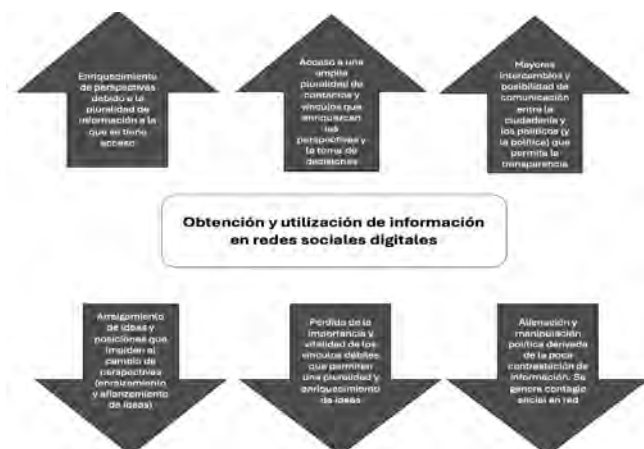 Enriquecimiento
de perspectivas
debido a la
pluralidad de
información a la
que se tiene
acceso
Acceso a una
amplia
pluralidad de
contactos y
vínculos que
enriquezcan
las
perspectivas y
la toma de
decisiones
Mayores
intercambios y
posibilidad de
comunicación
entre la
ciudadanía y
los políticos (y
la política) que
permita la
transparencia
Obtención y utilización de información
en redes sociales digitales
Arraigamiento
de ideas y
posiciones que
impiden el
cambio de
perspectivas
(enraizamiento
y afianzamiento
de ideas)
Pérdida de la
importancia y
vitalidad de los
vínculos débiles
que permiten
una pluralidad y
enriquecimiento
de ideas
Alienación y
manipulación
política derivada
de la poca
contrastación de
información. Se
genera contagio
social en red